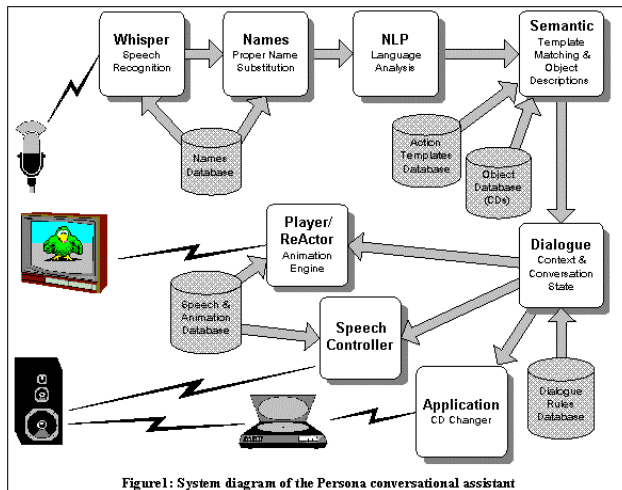 Whisper
Speech
Recognition
Names
Proper Name
Substitution
NLP
Language
Analysis
Semantic
Template
Matching &
Object
Descriptions
Names
Database
Action
Templates
Database
Object
Database
(CDs)
Player/
ReActor
Animation
Engine
Dialogue
Context &
Conversation
State
Speech &
Animation
Database
Speech
Controller
Application
CD Changer
Dialogue
Rules
Database
Figure1: System diagram of the Persona conversational assistant